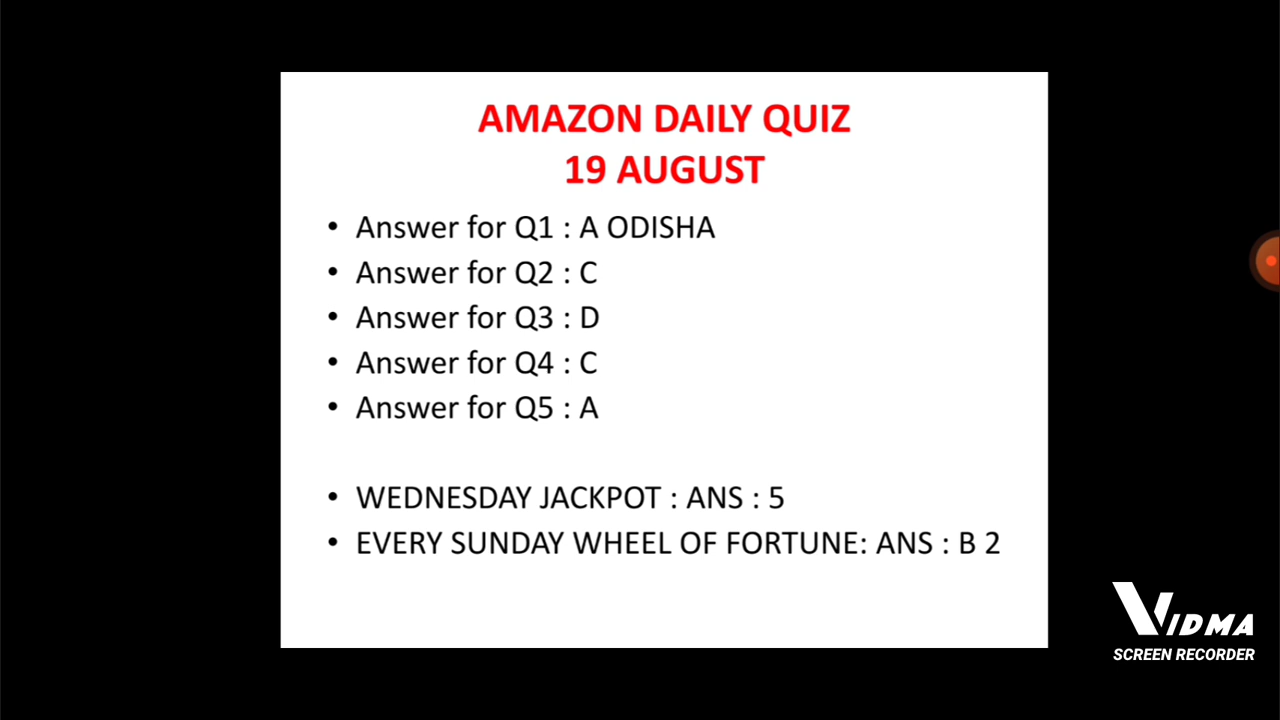 AMAZON DAILY QUIZ
19 AUGUST
• Answer for Q1 : A ODISHA
• Answer for Q2 : C
• Answer for Q3 : D
• Answer for Q4 : C
• Answer for Q5 : A
• WEDNESDAY JACKPOT : ANS : 5
• EVERY SUNDAY WHEEL OF FORTUNE: ANS : B 2
VIDMA
SCREEN RECORDER